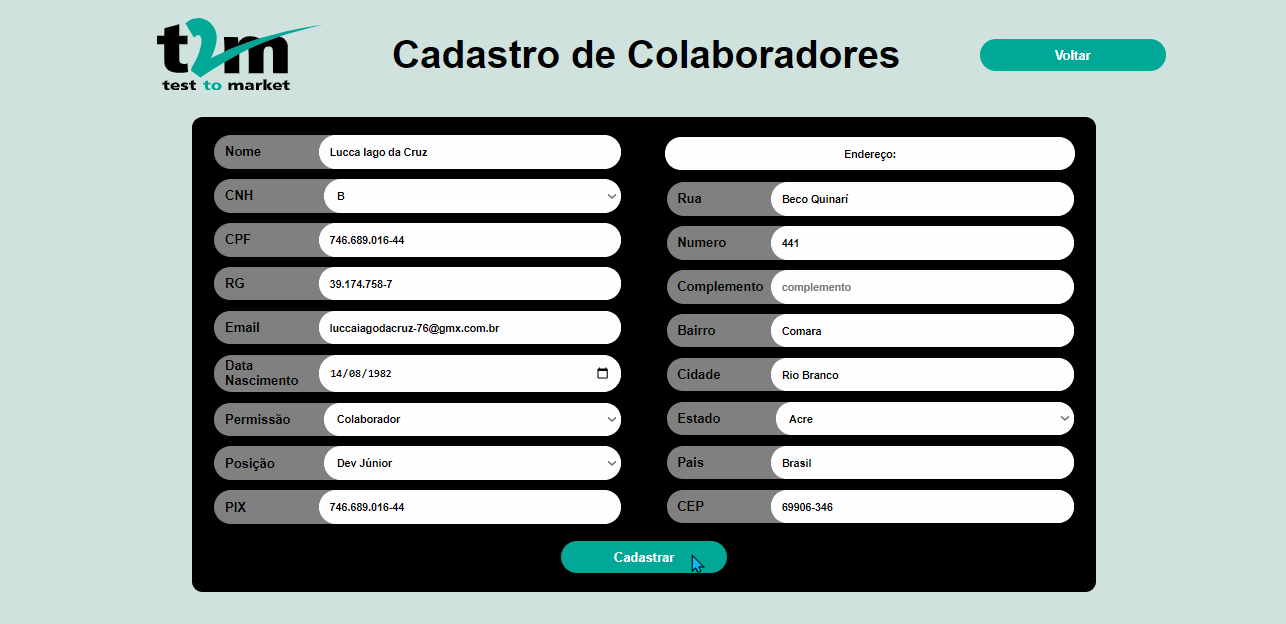 t2m
test to market
Cadastro de Colaboradores
Voltar
Nome
Lucca Iago da Cruz
CNH
B
CPF
746.689.016-44
RG
39.174.758-7
Email
luccaiagodacruz-76@gmx.com.br
Data
Nascimento
14/08/1982
Permissão
Colaborador
Posição
Dev Júnior
PIX
746.689.016-44
Endereço:
Rua
Beco Quinarí
Numero
441
Complemento
complemento
Bairro
Comara
Cidade
Rio Branco
Estado
Acre
Pais
Brasil
CEP
69906-346
Cadastrar